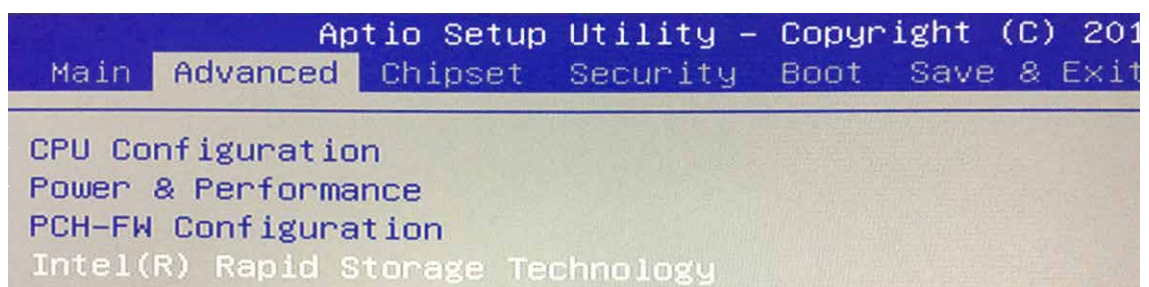 Aptio Setup Utility – Copyright (C) 201
Main Advanced Chipset Security Boot Save & Exit
CPU Configuration
Power & Performance
PCH-FW Configuration
Intel(R) Rapid Storage Technology